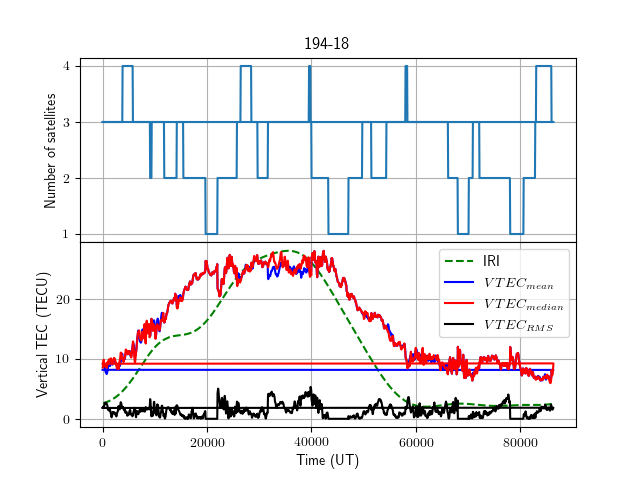 194-18
4
3
2
1
Number of satellites
IRI
VTEC_mean
VTEC_median
VTEC_RMS
20
10
0
Vertical TEC (TECU)
0 20000 40000 60000 80000
Time (UT)